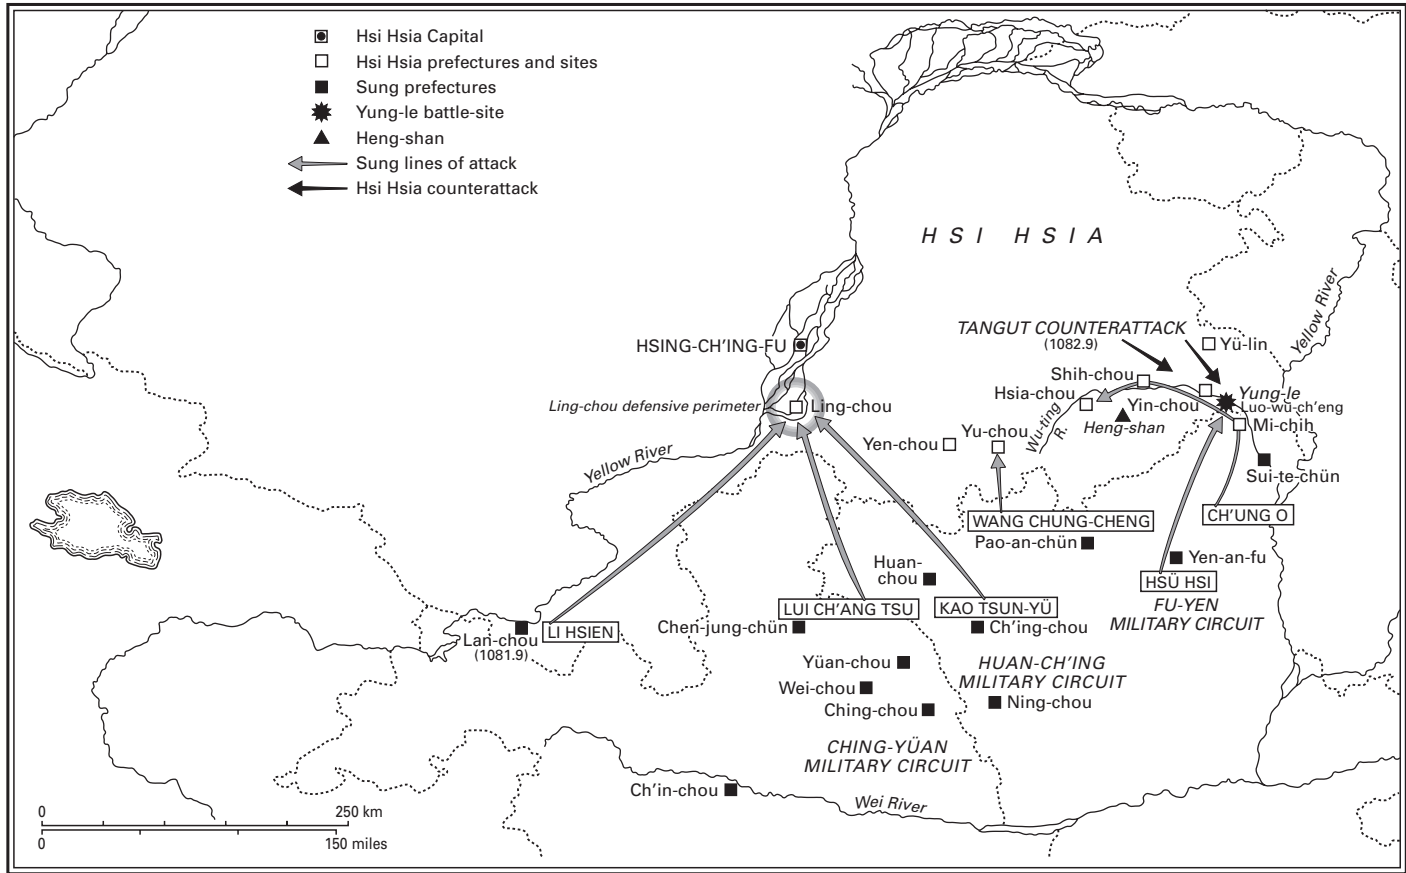 Hsi Hsia Capital
Hsi Hsia prefectures and sites
Sung prefectures
Yung-le battle-site
Heng-shan
Sung lines of attack
Hsi Hsia counterattack
HSI HSIA
Yellow River
TANGUT COUNTERATTACK
(1082.9)
Yü-lin
HSING-CH'ING-FU
Shih-chou
Hsia-chou
Yung-le
Ling-chou defensive perimeter
Ling-chou
Yin-chou
Luo-wü-ch'eng
Heng-shan
Mi-chih
Wu-ting
R.
Yu-chou
Yen-chou
Yellow River
Sui-te-chün
CH'UNG O
WANG CHUNG-CHENG
Pao-an-chün
Yen-an-fu
Huan-
chou
HSÜ HSI
FU-YEN
MILITARY CIRCUIT
LUI CH'ANG TSU
KAO TSUN-YÜ
LI HSIEN
Lan-chou
(1081.9)
Chen-jung-chün
Ch'ing-chou
Yüan-chou
HUAN-CH'ING
MILITARY CIRCUIT
Wei-chou
Ching-chou
Ning-chou
CHING-YÜAN
MILITARY CIRCUIT
Ch'in-chou
Wei River
0 250 km
0 150 miles